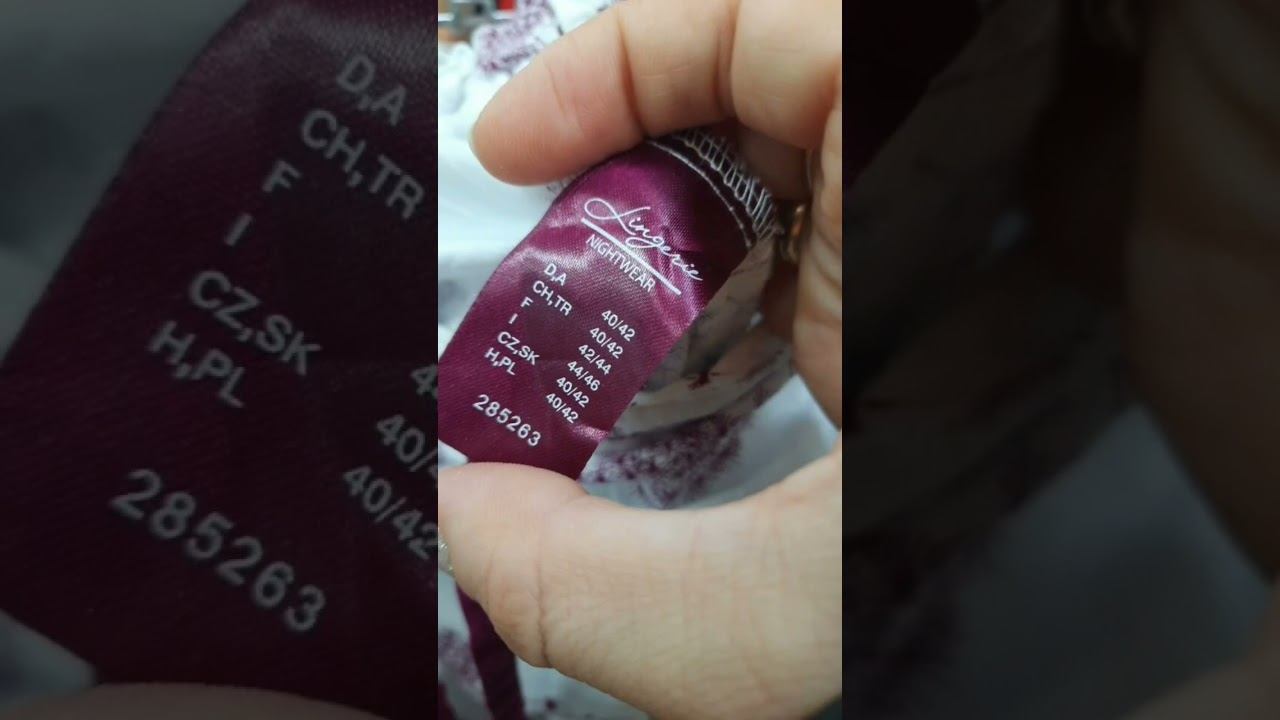 Lingerie
NIGHTWEAR
D,A 40/42
CH,TR 40/42
F 42/44
I 44/46
CZ,SK 40/42
H,PL 40/42
285263